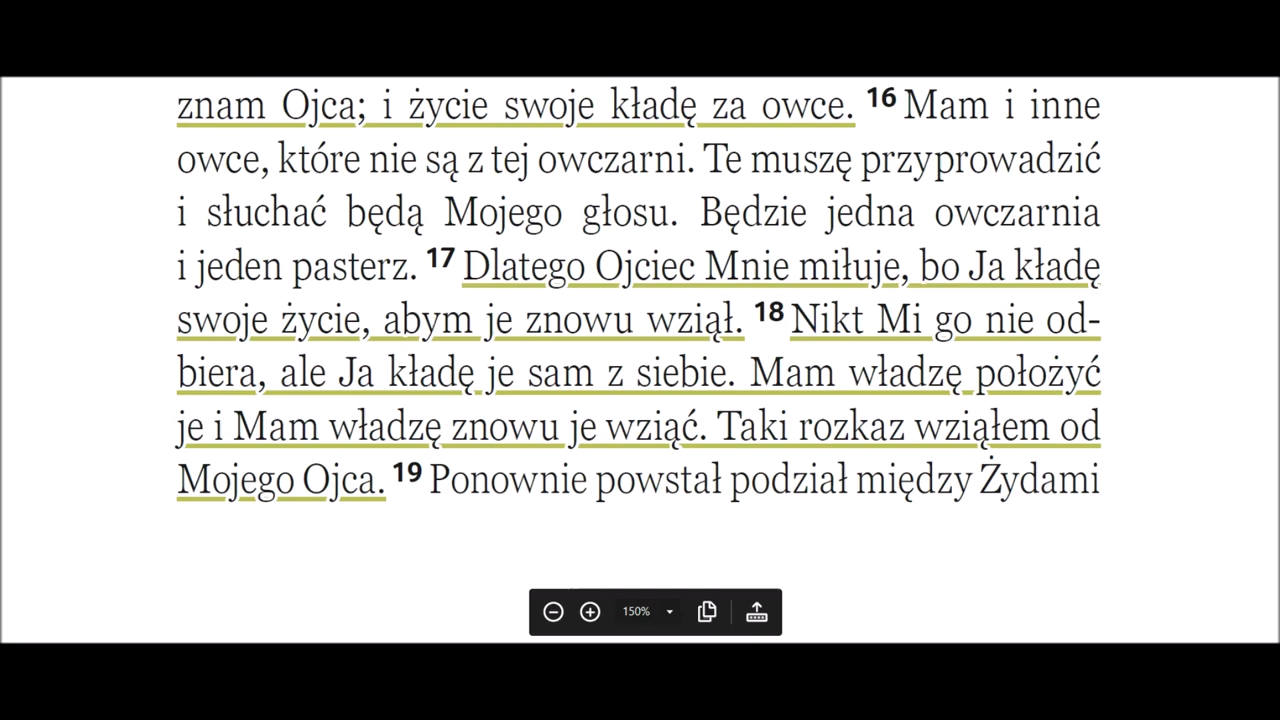 znam Ojca; i życie swoje kładę za owce. 16 Mam i inne
owce, które nie są z tej owczarni. Te muszę przyprowadzić
i słuchać będą Mojego głosu. Będzie jedna owczarnia
i jeden pasterz. 17 Dlatego Ojciec Mnie miłuje, bo Ja kładę
swoje życie, abym je znowu wziął. 18 Nikt Mi go nie od-
biera, ale Ja kładę je sam z siebie. Mam władzę położyć
je i Mam władzę znowu je wziąć. Taki rozkaz wziąłem od
Mojego Ojca. 19 Ponownie powstał podział między Żydami
150%